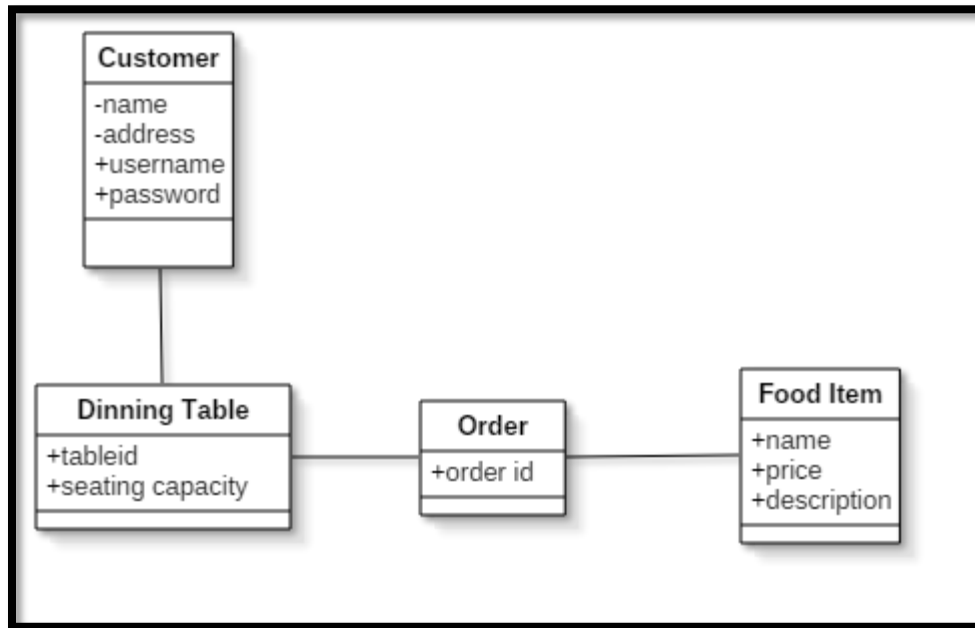 Customer
-name
-address
+username
+password
Dinning Table
+tableid
+seating capacity
Order
+order id
Food Item
+name
+price
+description